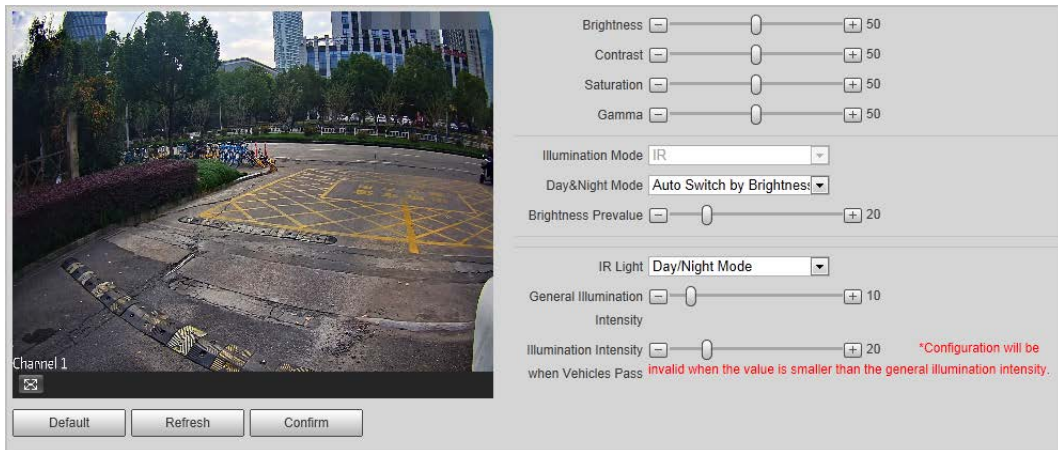 Brightness 50
Contrast 50
Saturation 50
Gamma 50
Illumination Mode IR
Day&Night Mode Auto Switch by Brightness
Brightness Prevalue 20
IR Light Day/Night Mode
General Illumination 10
Intensity
Illumination Intensity 20 *Configuration will be
when Vehicles Pass invalid when the value is smaller than the general illumination intensity.
Channel 1
Default Refresh Confirm